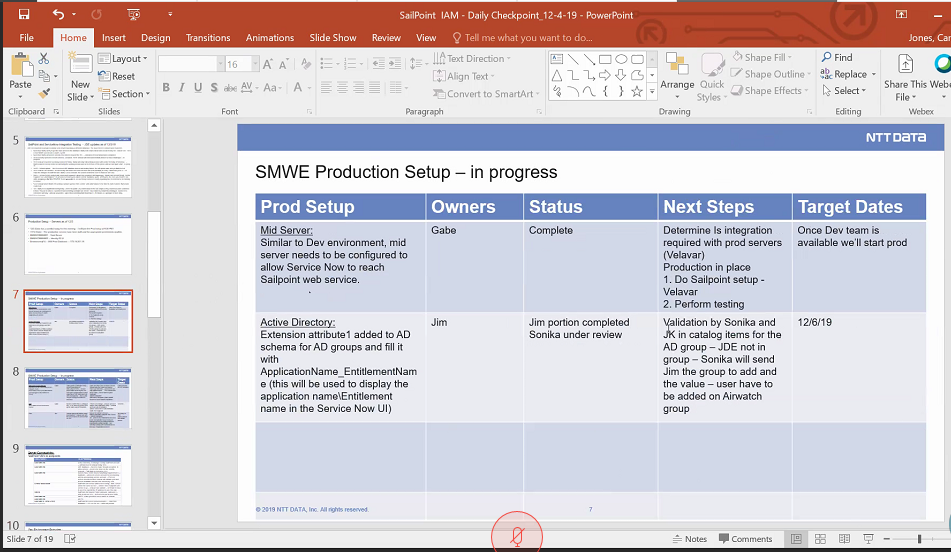 SailPoint IAM - Daily Checkpoint_12-4-19 - PowerPoint
File Home Insert Design Transitions Animations Slide Show Review View Tell me what you want to do... Jones, Car
Paste
Clipboard
New
Slide
Layout
Reset
Section
Slides
16
B I U S abc AV Aa A
Font
Text Direction
Align Text
Convert to SmartArt
Paragraph
Arrange
Quick
Styles
Shape Fill
Shape Outline
Shape Effects
Drawing
Find
Replace
Select
Editing
Share This
File
Webe
Web
5
6
7
8
9
10
NTT DATA
SMWE Production Setup – in progress
Prod Setup Owners Status Next Steps Target Dates
Mid Server:
Similar to Dev environment, mid
server needs to be configured to
allow Service Now to reach
Sailpoint web service.
Gabe
Complete
Determine Is integration
required with prod servers
(Velavar)
Production in place
1. Do Sailpoint setup -
Velavar
2. Perform testing
Once Dev team is
available we'll start prod
Active Directory:
Extension attribute1 added to AD
schema for AD groups and fill it
with
ApplicationName_EntitlementNam
e (this will be used to display the
application name\Entitlement
name in the Service Now UI)
Jim
Jim portion completed
Sonika under review
Validation by Sonika and
JK in catalog items for the
AD group – JDE not in
group – Sonika will send
Jim the group to add and
the value – user have to
be added on Airwatch
group
12/6/19
© 2019 NTT DATA, Inc. All rights reserved.
7
Slide 7 of 19
Notes
Comments